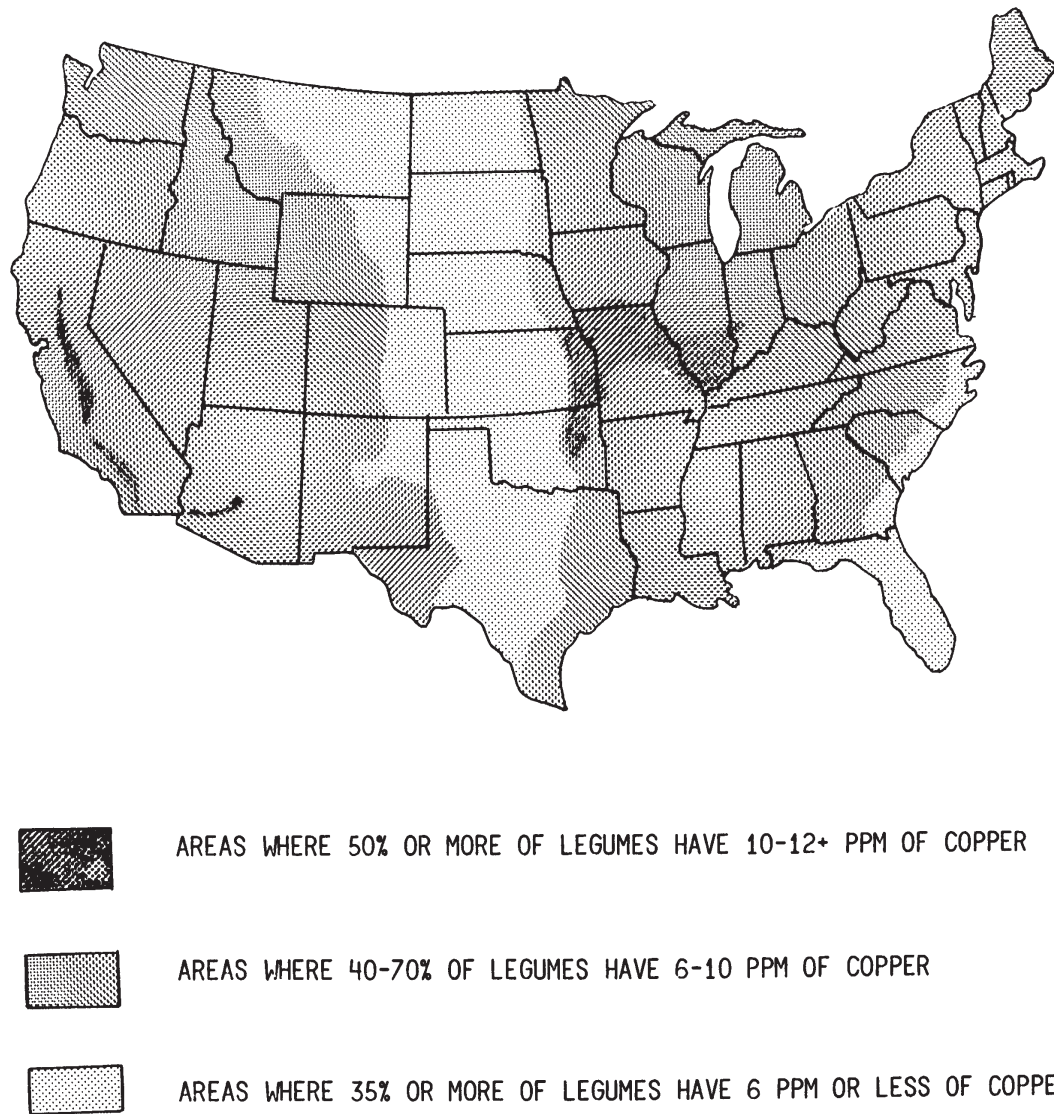 AREAS WHERE 50% OR MORE OF LEGUMES HAVE 10-12+ PPM OF COPPER
AREAS WHERE 40-70% OF LEGUMES HAVE 6-10 PPM OF COPPER
AREAS WHERE 35% OR MORE OF LEGUMES HAVE 6 PPM OR LESS OF COPPE